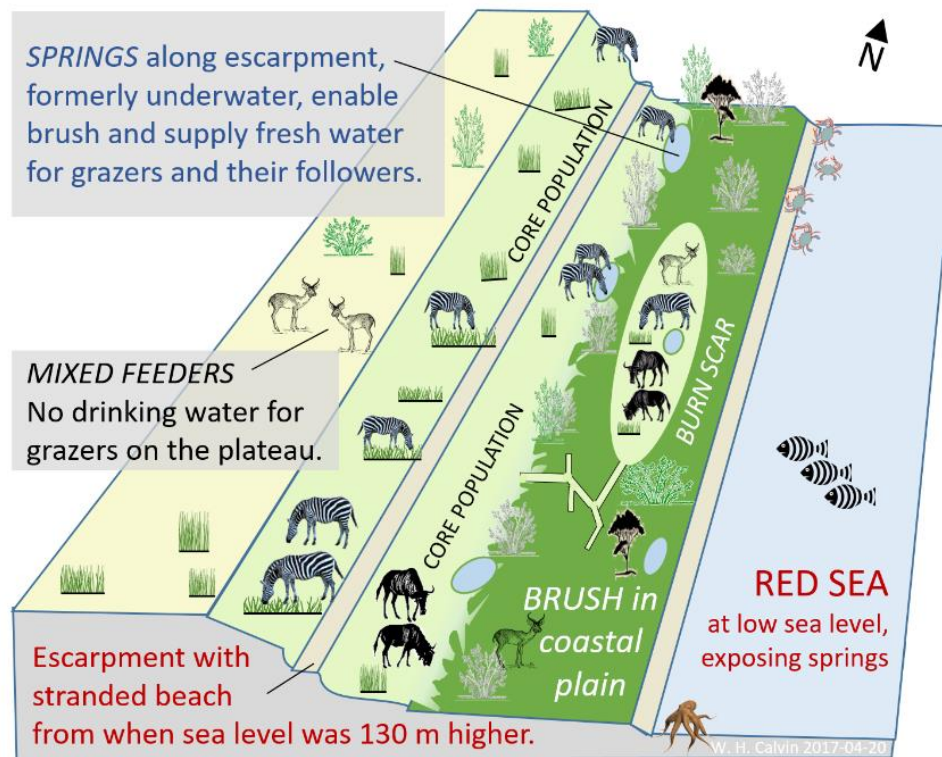 SPRINGS along escarpment,
formerly underwater, enable
brush and supply fresh water
for grazers and their followers.
N
CORE POPULATION
MIXED FEEDERS
No drinking water for
grazers on the plateau.
BURN SCAR
CORE POPULATION
BRUSH in
coastal
plain
RED SEA
at low sea level,
exposing springs
Escarpment with
stranded beach
from when sea level was 130 m higher.
W. H. Calvin 2017-04-20